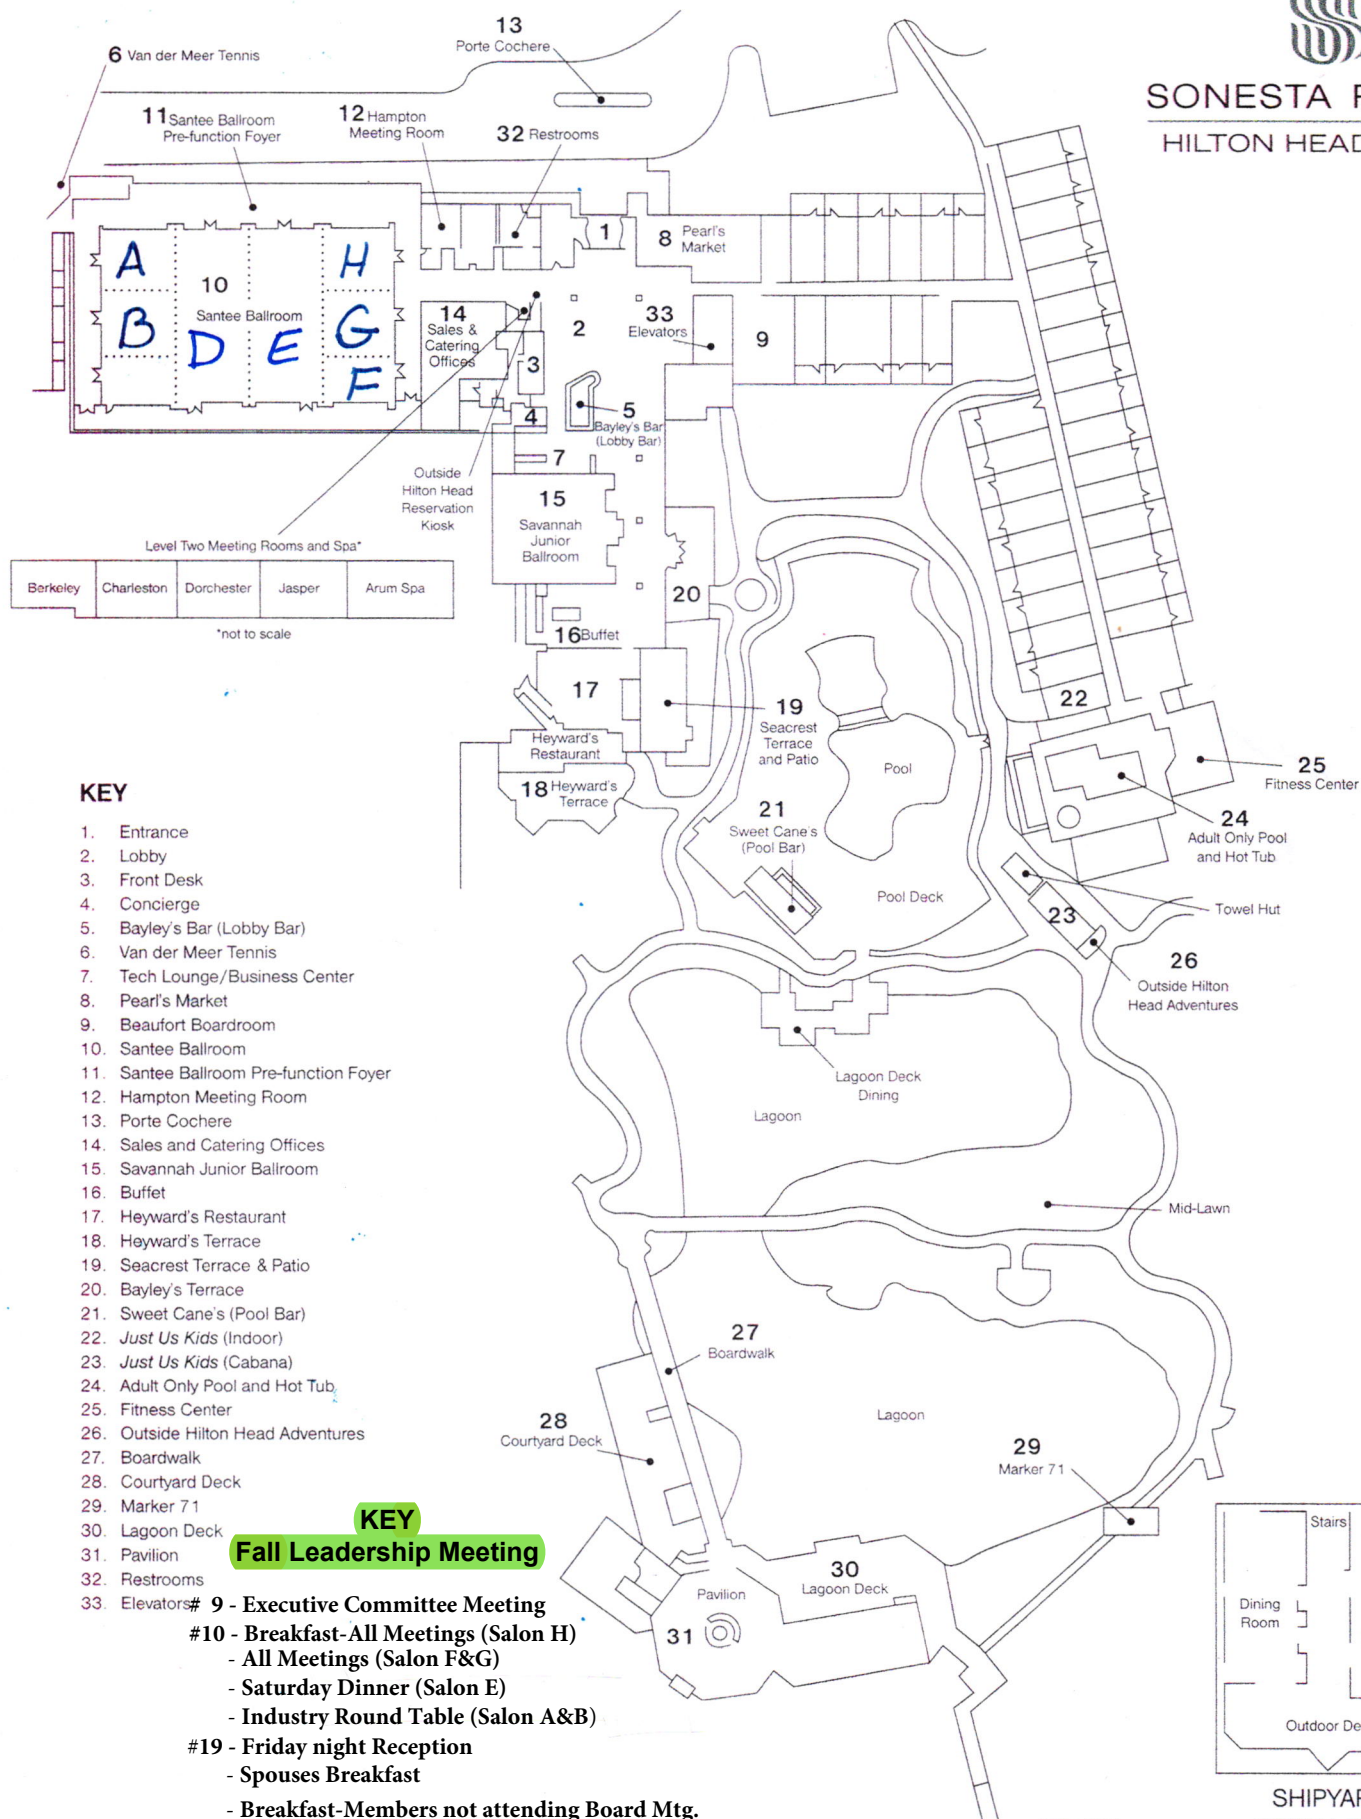 13
Porte Cochere
6 Van der Meer Tennis
SONESTA
HILTON HEAD
11 Santee Ballroom
Pre-function Foyer
12 Hampton
Meeting Room
32 Restrooms
1
8 Pearl's
Market
A
H
10
Santee Ballroom
B
D
E
G
F
14
Sales &
Catering
Offices
2
3
33
Elevators
9
4
5
Bayley's Bar
(Lobby Bar)
7
Outside
Hilton Head
Reservation
Kiosk
15
Savannah
Junior
Ballroom
Level Two Meeting Rooms and Spa*
Berkeley Charleston Dorchester Jasper Arum Spa
*not to scale
20
16 Buffet
17
Heyward's
Restaurant
18 Heyward's
Terrace
19
Seacrest
Terrace
and Patio
Pool
22
25
Fitness Center
24
Adult Only Pool
and Hot Tub
21
Sweet Cane's
(Pool Bar)
Pool Deck
Towel Hut
23
26
Outside Hilton
Head Adventures
Lagoon Deck
Dining
Lagoon
Mid-Lawn
27
Boardwalk
28
Courtyard Deck
Lagoon
29
Marker 71
30
Lagoon Deck
Pavilion
31
Stairs
Dining
Room
Outdoor De
SHIPYAR
KEY
1. Entrance
2. Lobby
3. Front Desk
4. Concierge
5. Bayley's Bar (Lobby Bar)
6. Van der Meer Tennis
7. Tech Lounge/Business Center
8. Pearl's Market
9. Beaufort Boardroom
10. Santee Ballroom
11. Santee Ballroom Pre-function Foyer
12. Hampton Meeting Room
13. Porte Cochere
14. Sales and Catering Offices
15. Savannah Junior Ballroom
16. Buffet
17. Heyward's Restaurant
18. Heyward's Terrace
19. Seacrest Terrace & Patio
20. Bayley's Terrace
21. Sweet Cane's (Pool Bar)
22. Just Us Kids (Indoor)
23. Just Us Kids (Cabana)
24. Adult Only Pool and Hot Tub
25. Fitness Center
26. Outside Hilton Head Adventures
27. Boardwalk
28. Courtyard Deck
29. Marker 71
30. Lagoon Deck
31. Pavilion
32. Restrooms
33. Elevators
KEY
Fall Leadership Meeting
# 9 - Executive Committee Meeting
#10 - Breakfast-All Meetings (Salon H)
- All Meetings (Salon F&G)
- Saturday Dinner (Salon E)
- Industry Round Table (Salon A&B)
#19 - Friday night Reception
- Spouses Breakfast
- Breakfast-Members not attending Board Mtg.